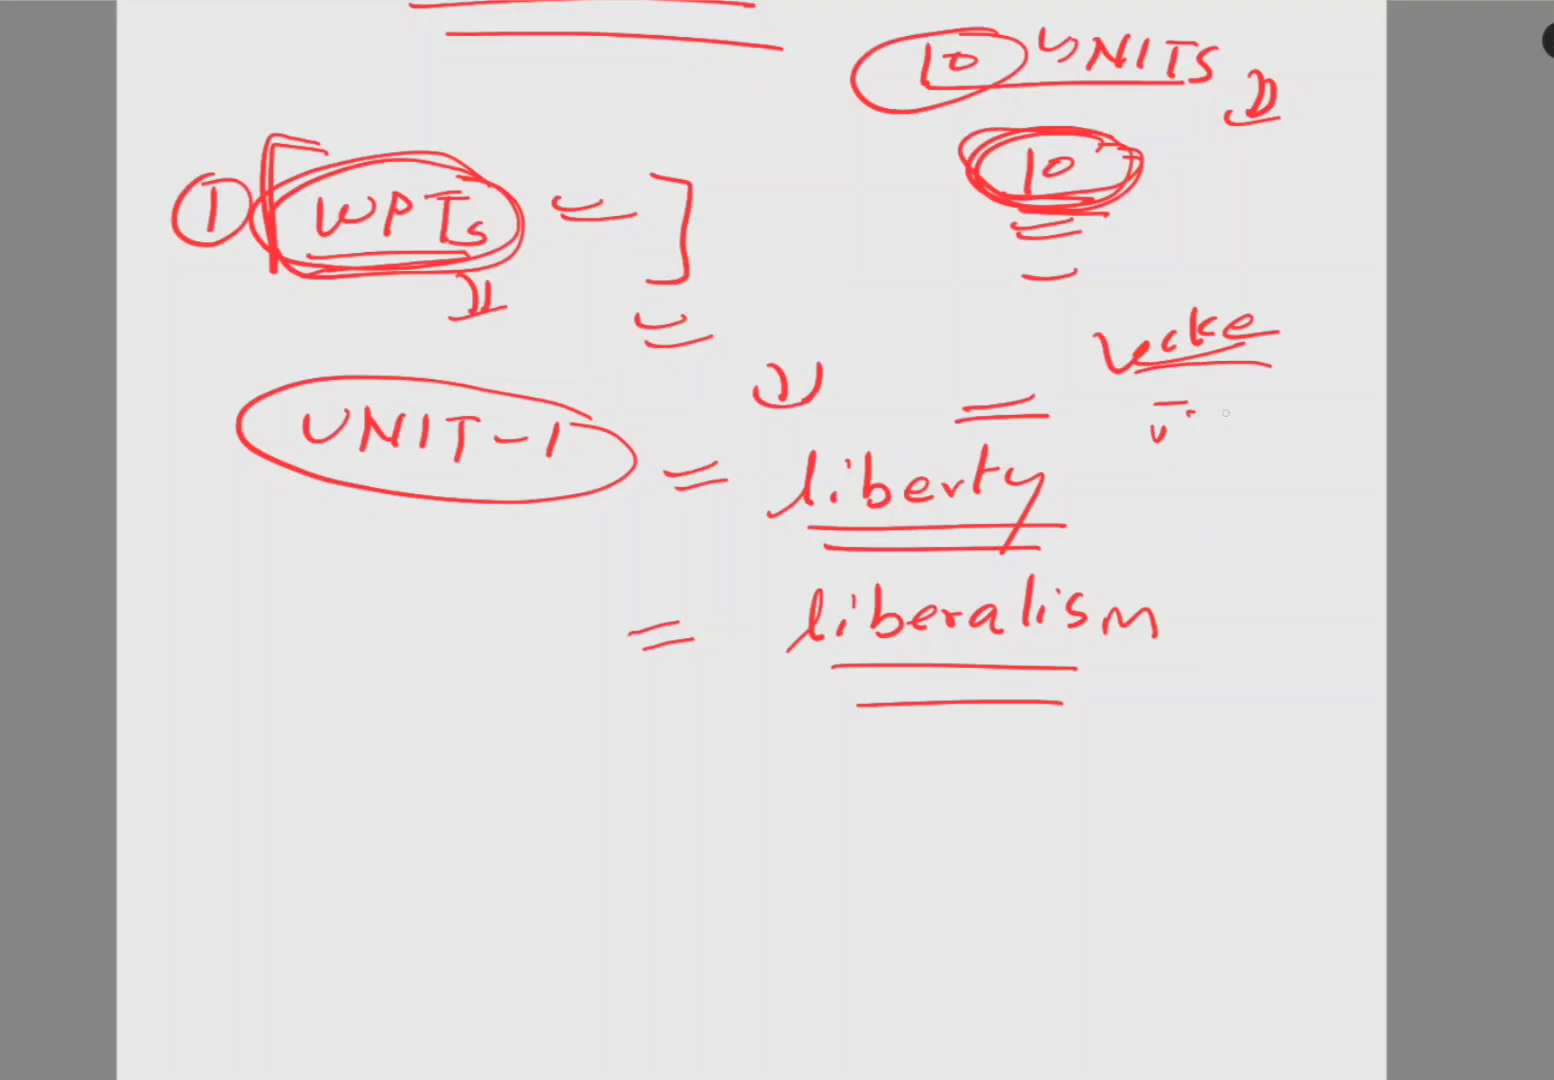 10 UNITS
10
1 WPTs
Locke
UNIT-1
= liberty
= liberalism